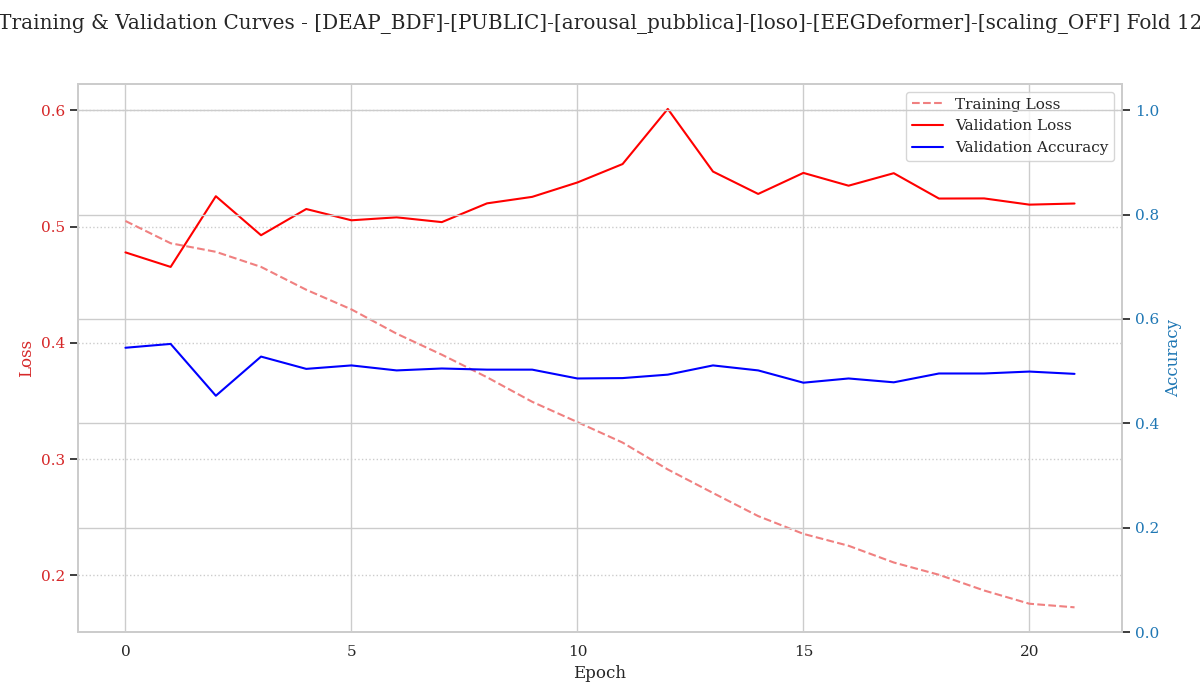 Training & Validation Curves - [DEAP_BDF]-[PUBLIC]-[arousal_pubblica]-[loso]-[EEGDeformer]-[scaling_OFF] Fold 12
Training Loss
Validation Loss
Validation Accuracy
0.6
0.5
0.4
0.3
0.2
Loss
1.0
0.8
0.6
0.4
0.2
0.0
Accuracy
0
5
10
15
20
Epoch